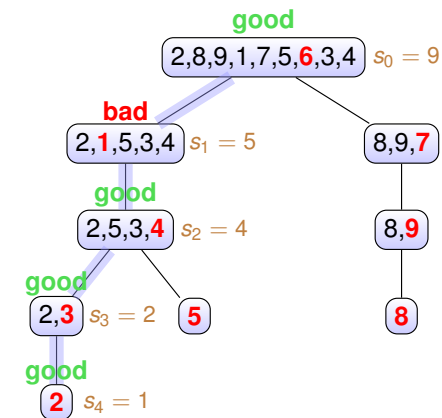 good
2,8,9,1,7,5,6,3,4 s₀ = 9
bad
2,1,5,3,4 s₁ = 5
8,9,7
good
2,5,3,4 s₂ = 4
8,9
good
2,3 s₃ = 2
5
8
good
2 s₄ = 1